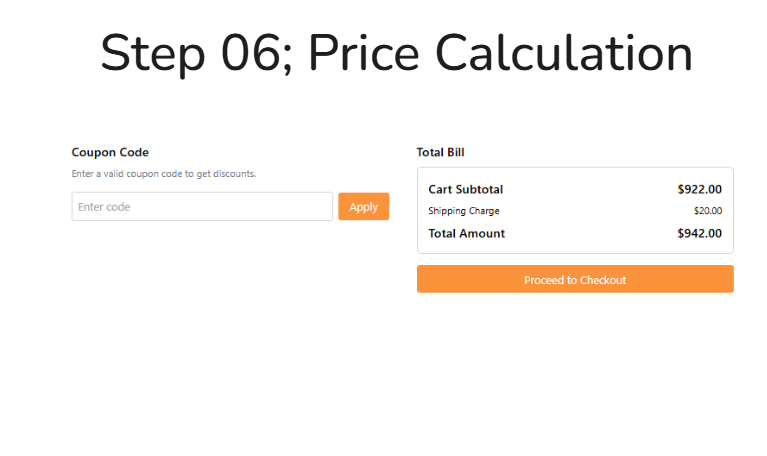 Step 06; Price Calculation
Coupon Code
Enter a valid coupon code to get discounts.
Enter code
Apply
Total Bill
Cart Subtotal $922.00
Shipping Charge $20.00
Total Amount $942.00
Proceed to Checkout